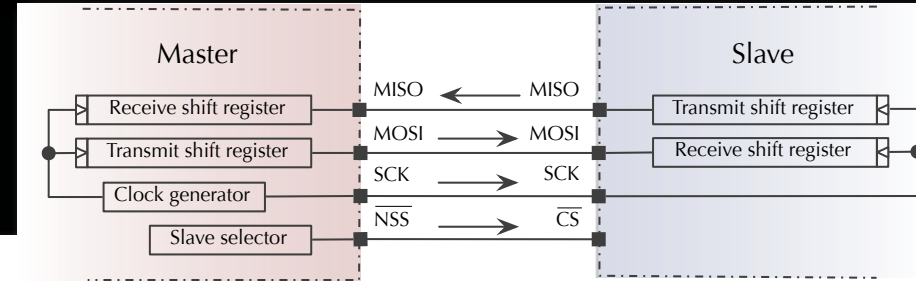 Master Slave
MISO MISO
Receive shift register Transmit shift register
MOSI MOSI
Transmit shift register Receive shift register
SCK SCK
Clock generator
NSS CS
Slave selector